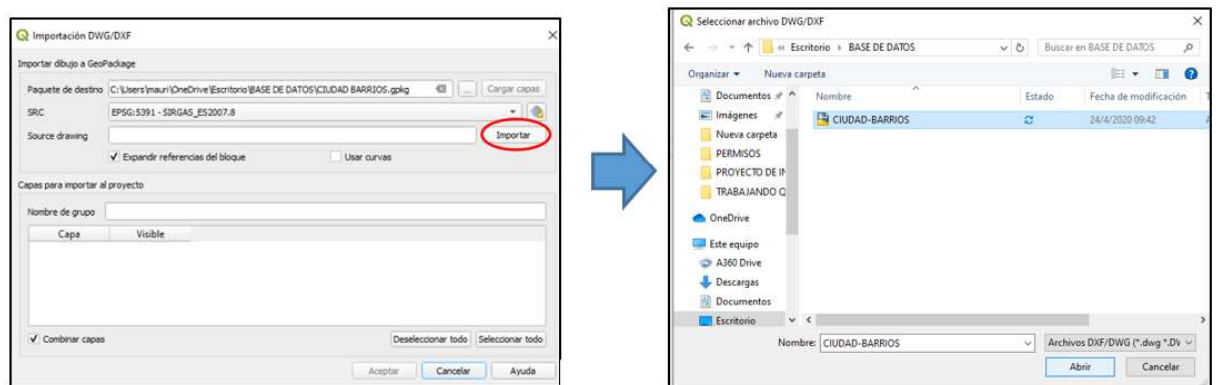 Importación DWG/DXF
Importar dibujo a GeoPackage
Paquete de destino C:\Users\mauri\OneDrive\Escritorio\BASE DE DATOS\CIUDAD BARRIOS.gpkg ... Cargar capas
SRC EPSG:5391 - SIRGAS_ES2007.8
Source drawing Importar
Expandir referencias del bloque Usar curvas
Capas para importar al proyecto
Nombre de grupo
Capa Visible
Combinar capas Deseleccionar todo Seleccionar todo
Aceptar Cancelar Ayuda
Seleccionar archivo DWG/DXF
« Escritorio > BASE DE DATOS Buscar en BASE DE DATOS
Organizar Nueva carpeta
Documentos Nombre Estado Fecha de modificación
Imágenes CIUDAD-BARRIOS 24/4/2020 09:42
Nueva carpeta
PERMISOS
PROYECTO DE IN
TRABAJANDO Q
OneDrive
Este equipo
A360 Drive
Descargas
Documentos
Escritorio
Nombre: CIUDAD-BARRIOS Archivos DXF/DWG (*.dwg *.DV
Abrir Cancelar